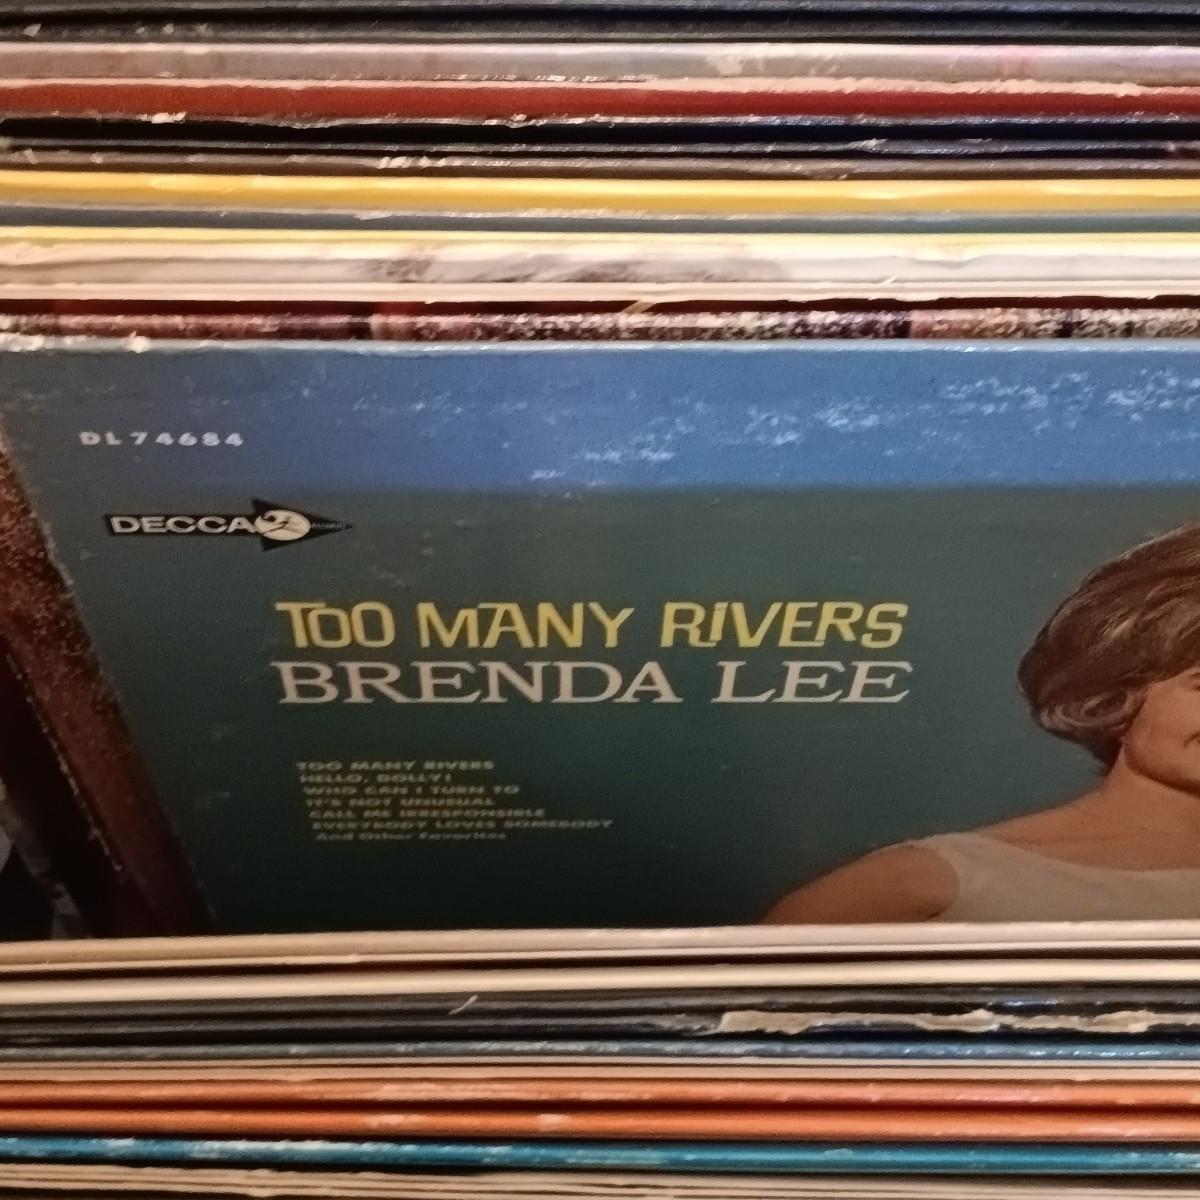 DL 74684
DECCA
TOO MANY RIVERS
BRENDA LEE
TOO MANY RIVERS
HELLO, DOLLY!
WHO CAN I TURN TO
IT'S NOT UNUSUAL
CALL ME IRRESPONSIBLE
EVERYBODY LOVES SOMEBODY
And Other Favorites